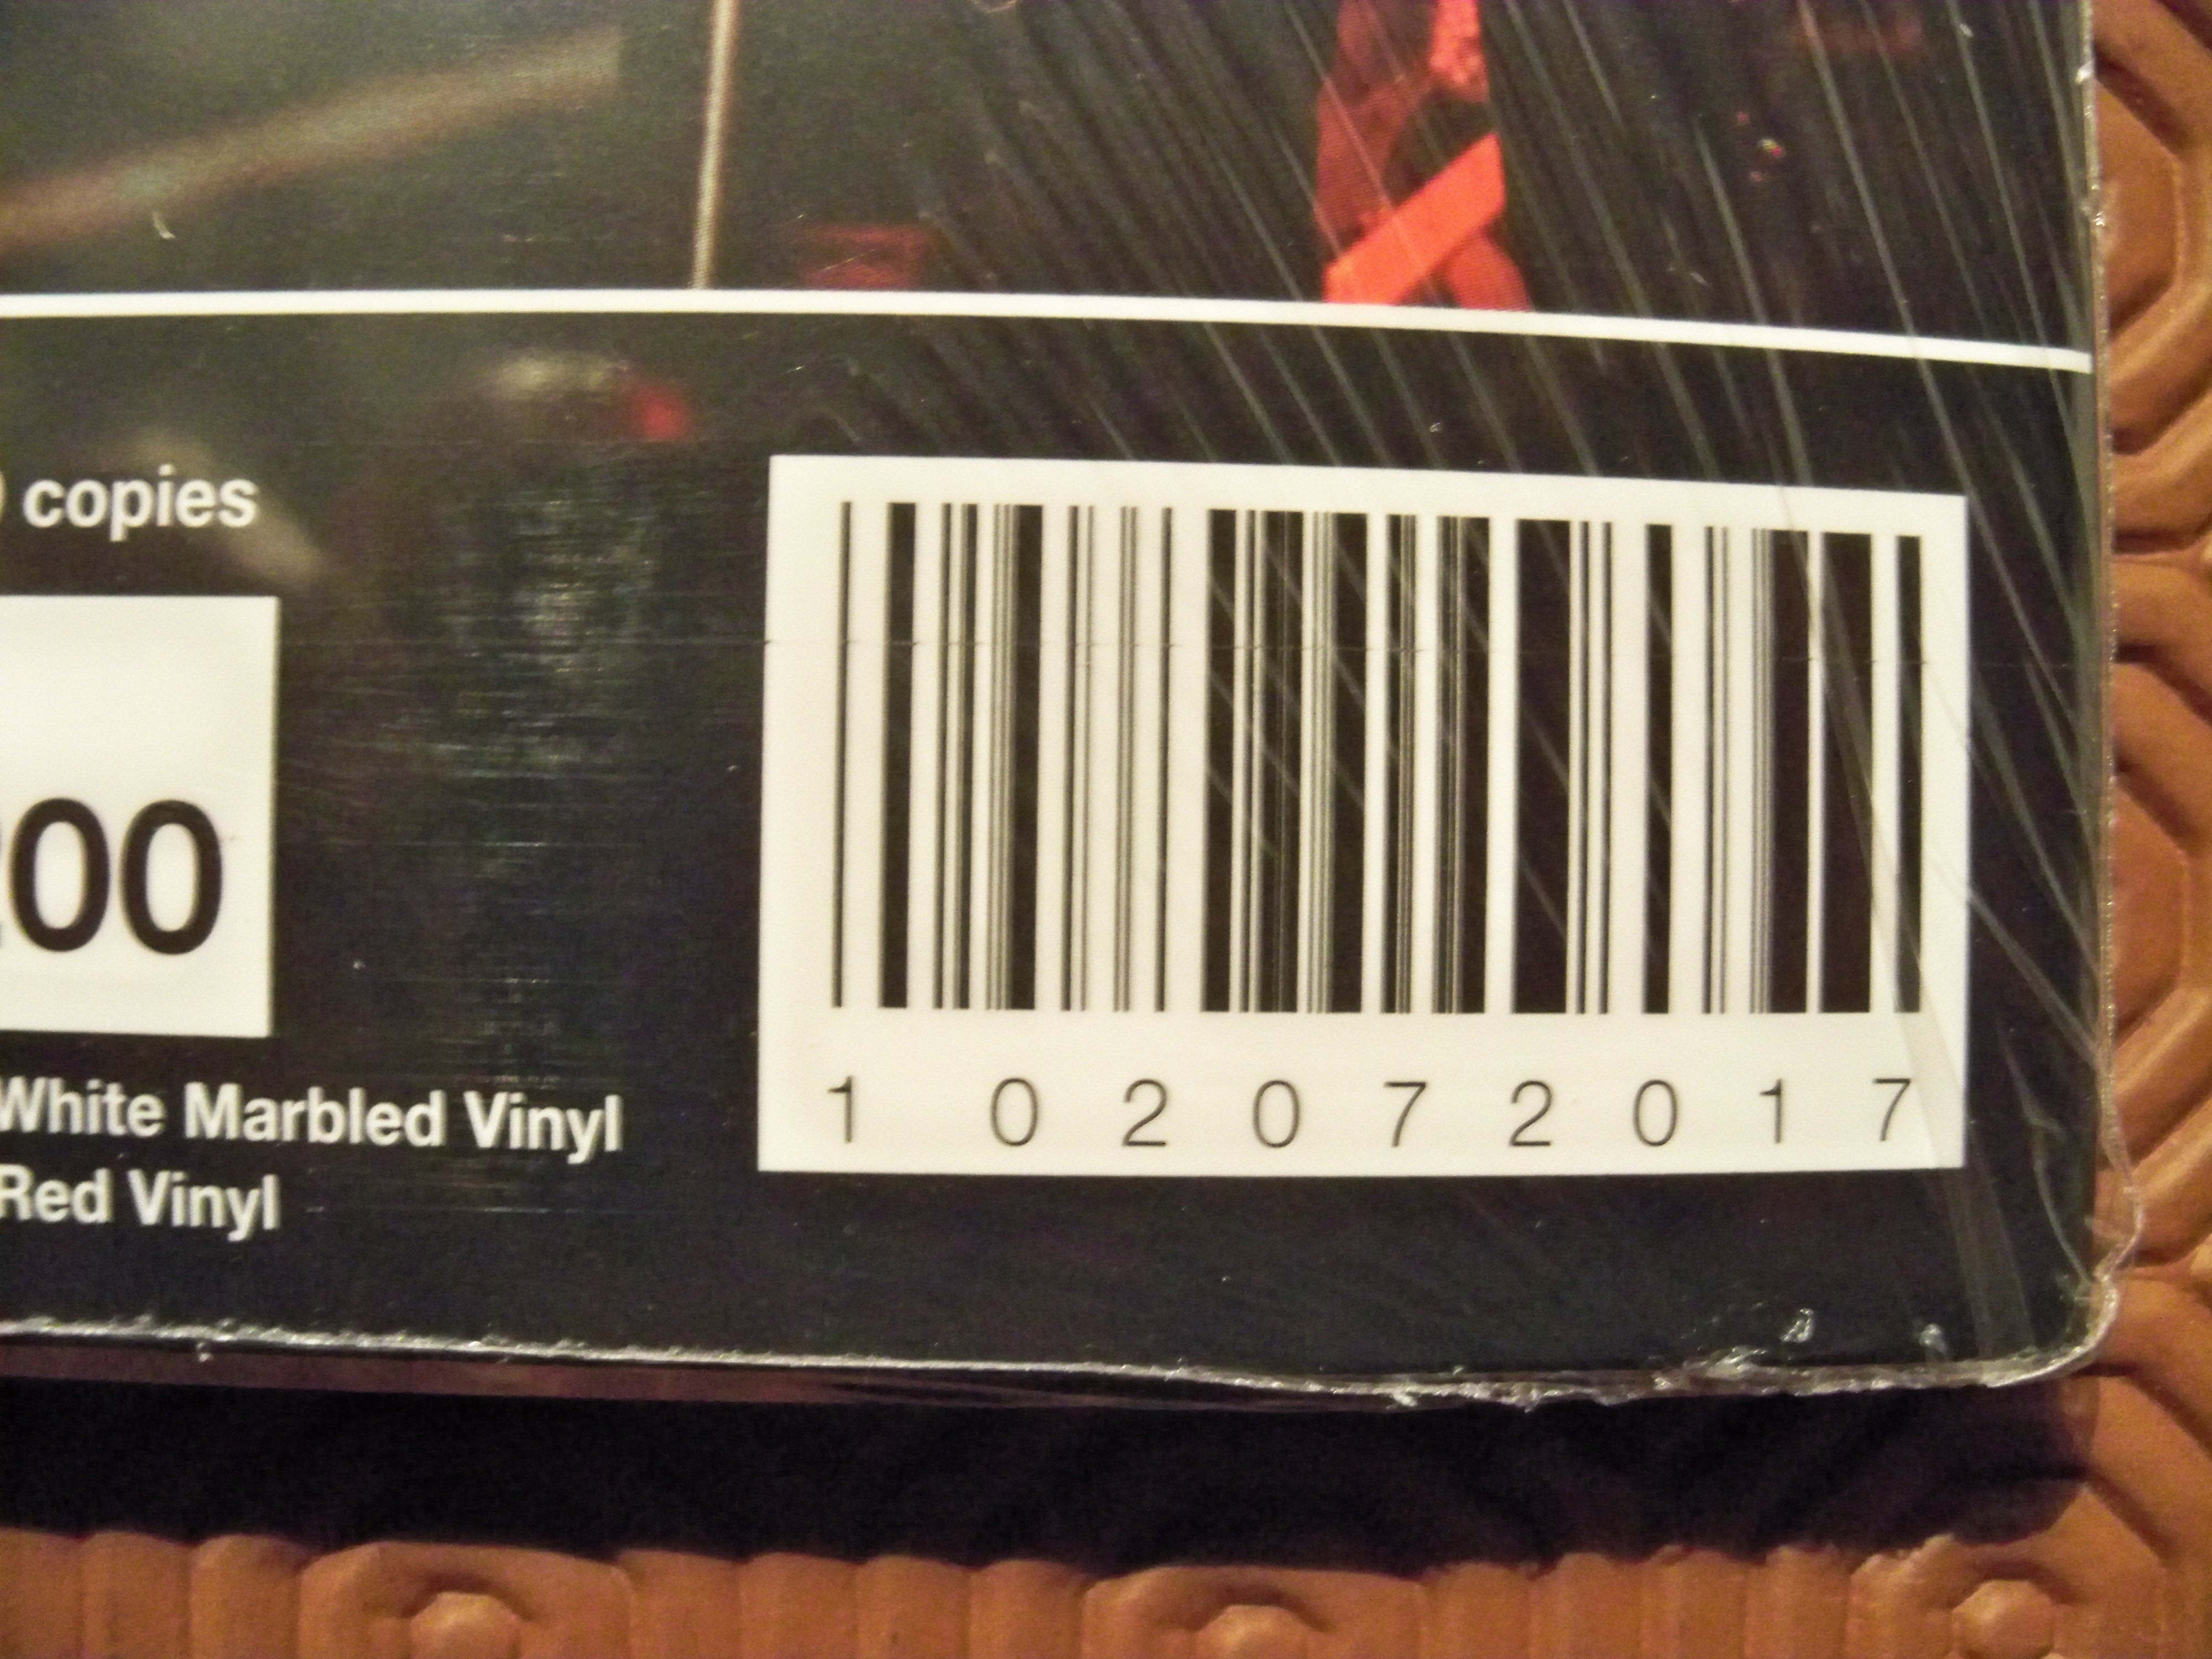 copies
00
White Marbled Vinyl
Red Vinyl
1 0 2 0 7 2 0 1 7